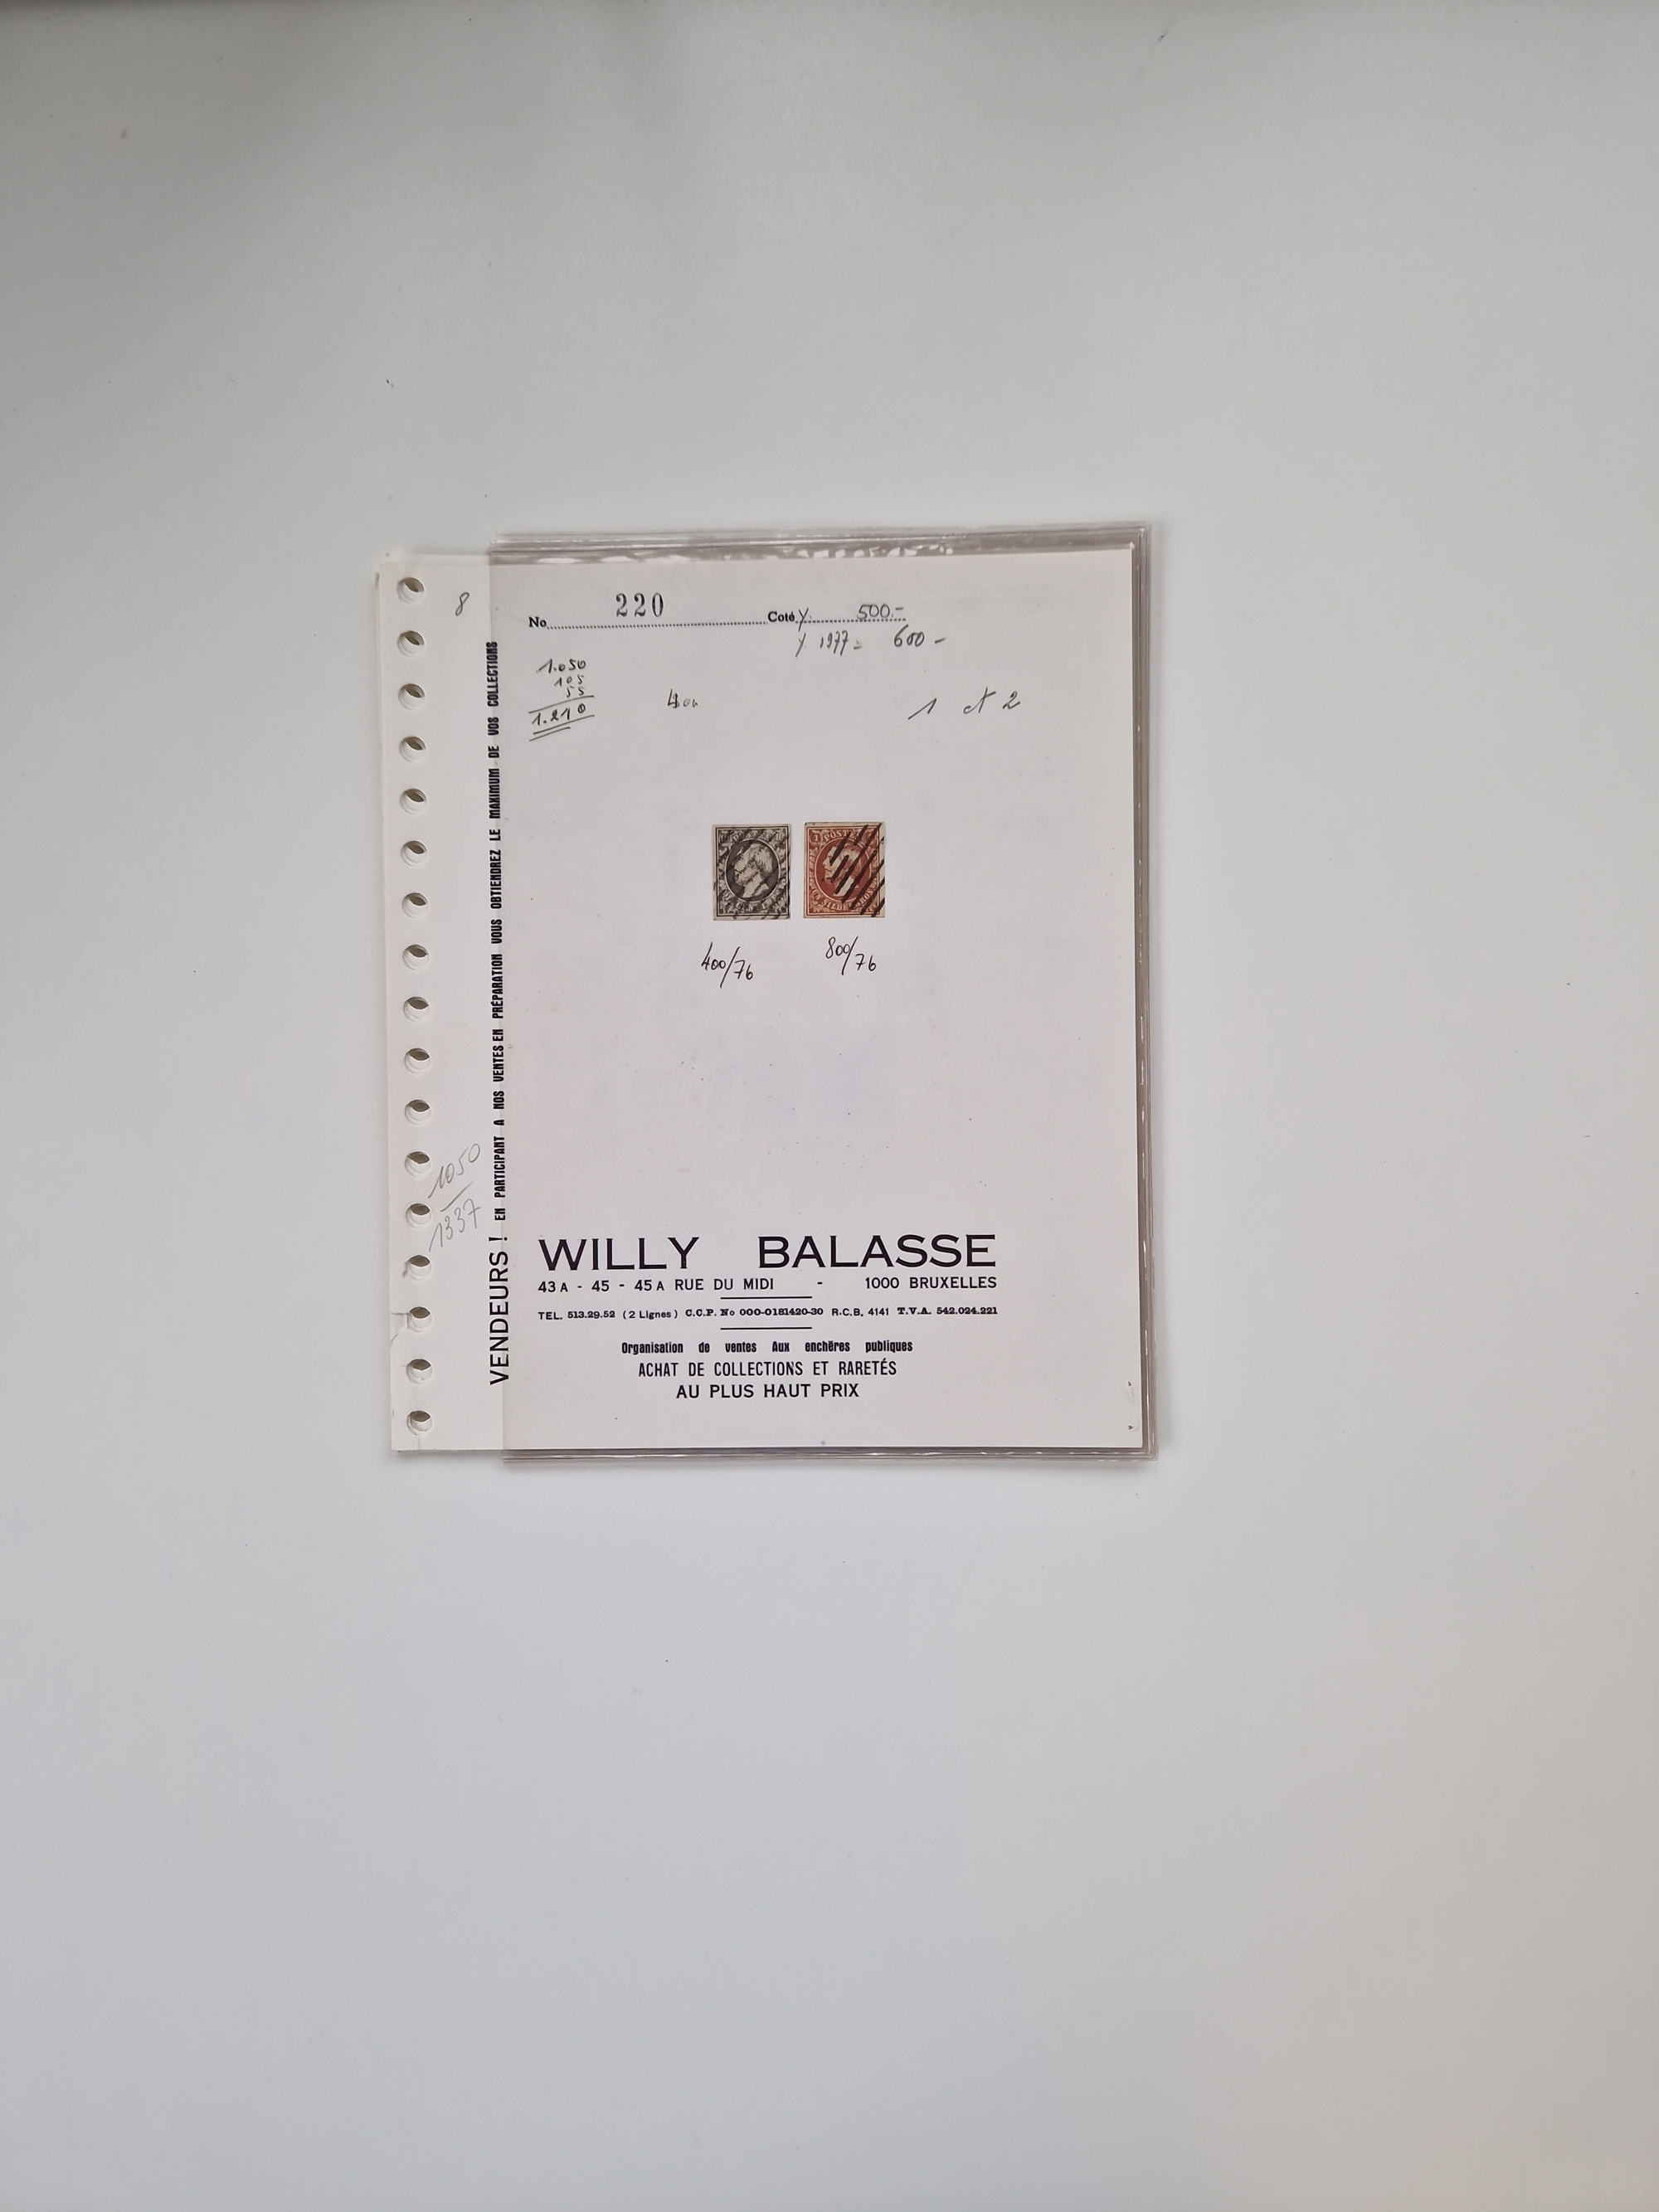 8
No 220 Coté Y. 500.-
Y 1977 = 600 -
1.050
105
55
1.210
1 et 2
400/76
800/76
1050
1337
VENDEURS ! EN PARTICIPANT A NOS VENTES EN PRÉPARATION VOUS OBTIENDREZ LE MAXIMUM DE VOS COLLECTIONS
WILLY BALASSE
43A - 45 - 45A RUE DU MIDI - 1000 BRUXELLES
TEL. 513.29.52 (2 Lignes) C.C.P. No 000-0181420-30 R.C.B. 4141 T.V.A. 542.024.221
Organisation de ventes Aux enchères publiques
ACHAT DE COLLECTIONS ET RARETÉS
AU PLUS HAUT PRIX